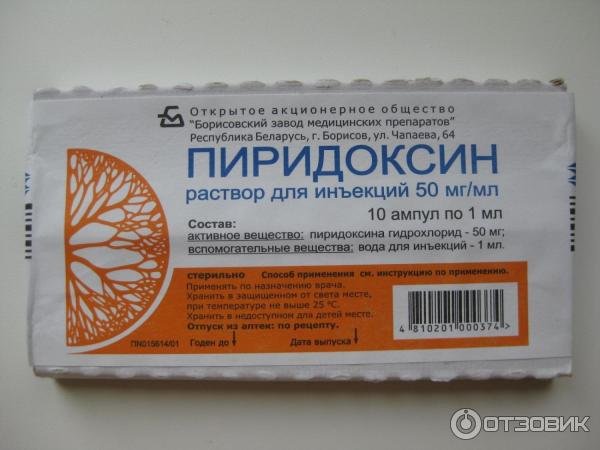 Открытое акционерное общество
"Борисовский завод медицинских препаратов"
Республика Беларусь, г. Борисов, ул. Чапаева, 64
ПИРИДОКСИН
раствор для инъекций 50 мг/мл
10 ампул по 1 мл
Состав:
активное вещество: пиридоксина гидрохлорид - 50 мг;
вспомогательные вещества: вода для инъекций - 1 мл.
стерильно Способ применения см. инструкцию по применению.
Применять по назначению врача.
Хранить в защищенном от света месте,
при температуре не выше 25 °С.
Хранить в недоступном для детей месте.
Отпуск из аптек: по рецепту.
4 810201 000374 >
ПN015614/01 Годен до Дата выпуска
ОТЗОВИК